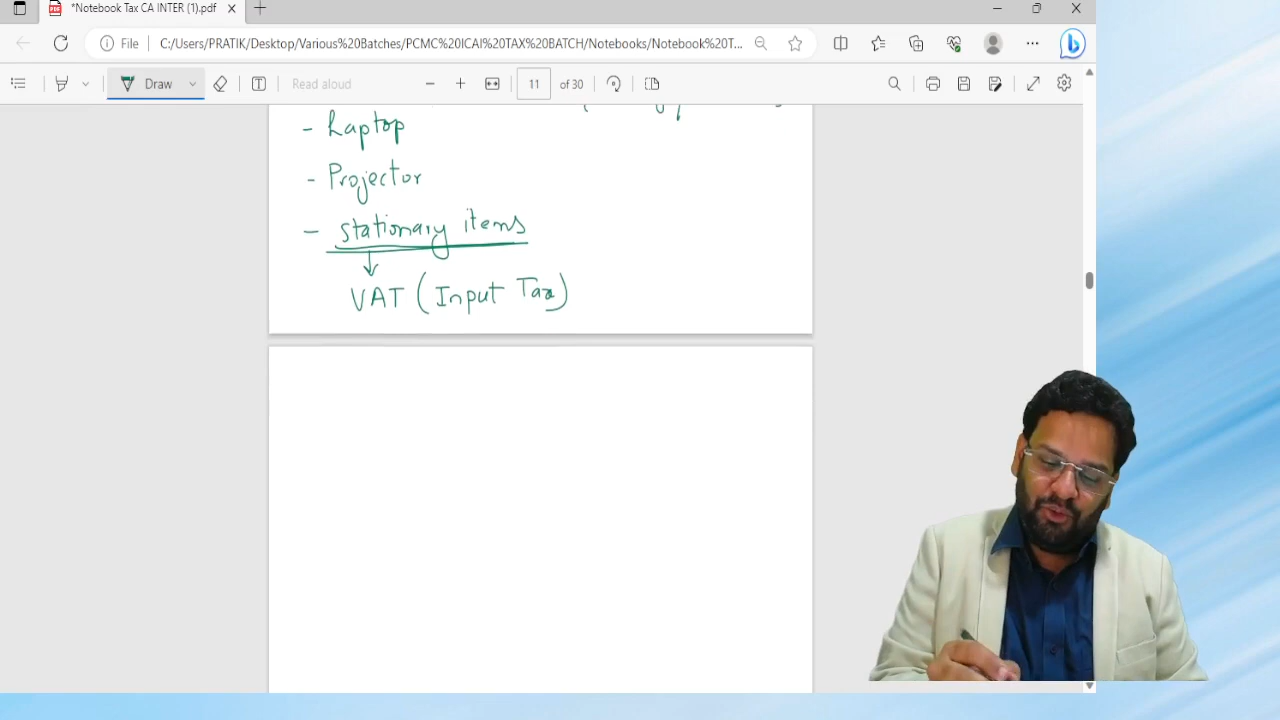 *Notebook Tax CA INTER (1).pdf
File C:/Users/PRATIK/Desktop/Various%20Batches/PCMC%20ICAI%20TAX%20BATCH/Notebooks/Notebook%20T...
Draw Read aloud 11 of 30
- Laptop
- Projector
- stationary items
VAT (Input Tax)